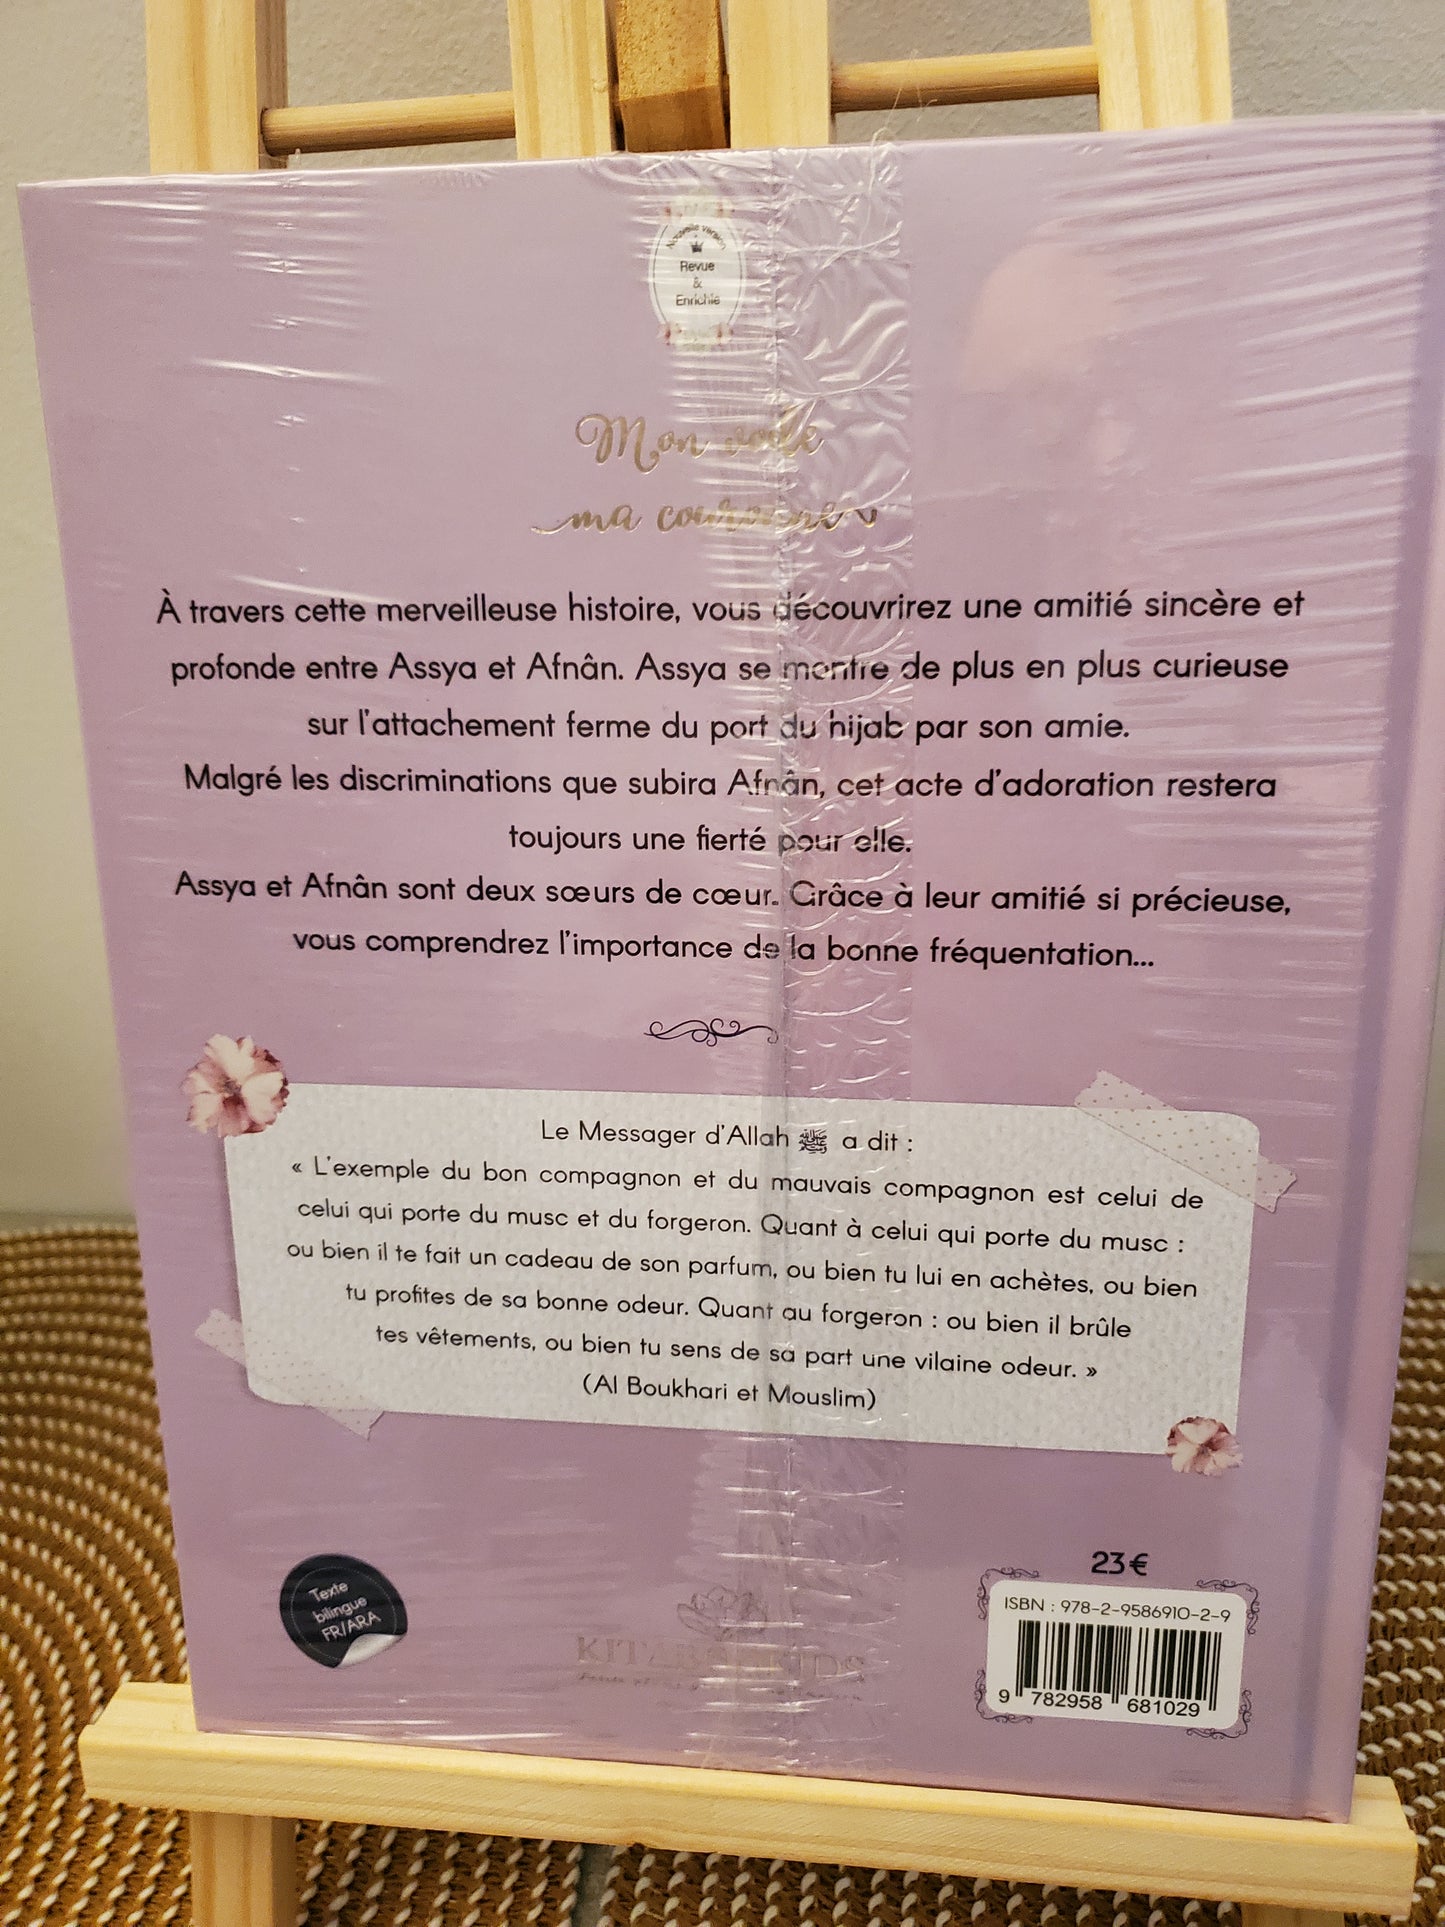 Nouvelle version
Revue
&
Enrichie
Mon voile
ma couronne
À travers cette merveilleuse histoire, vous découvrirez une amitié sincère et
profonde entre Assya et Afnân. Assya se montre de plus en plus curieuse
sur l'attachement ferme du port du hijab par son amie.
Malgré les discriminations que subira Afnân, cet acte d'adoration restera
toujours une fierté pour elle.
Assya et Afnân sont deux sœurs de cœur. Grâce à leur amitié si précieuse,
vous comprendrez l'importance de la bonne fréquentation...
Le Messager d'Allah ﷺ a dit :
« L'exemple du bon compagnon et du mauvais compagnon est celui de
celui qui porte du musc et du forgeron. Quant à celui qui porte du musc :
ou bien il te fait un cadeau de son parfum, ou bien tu lui en achètes, ou bien
tu profites de sa bonne odeur. Quant au forgeron : ou bien il brûle
tes vêtements, ou bien tu sens de sa part une vilaine odeur. »
(Al Boukhari et Mouslim)
Texte
bilingue
FR/ARA
KITABOOKIDS
23€
ISBN : 978-2-9586910-2-9
9 782958 681029